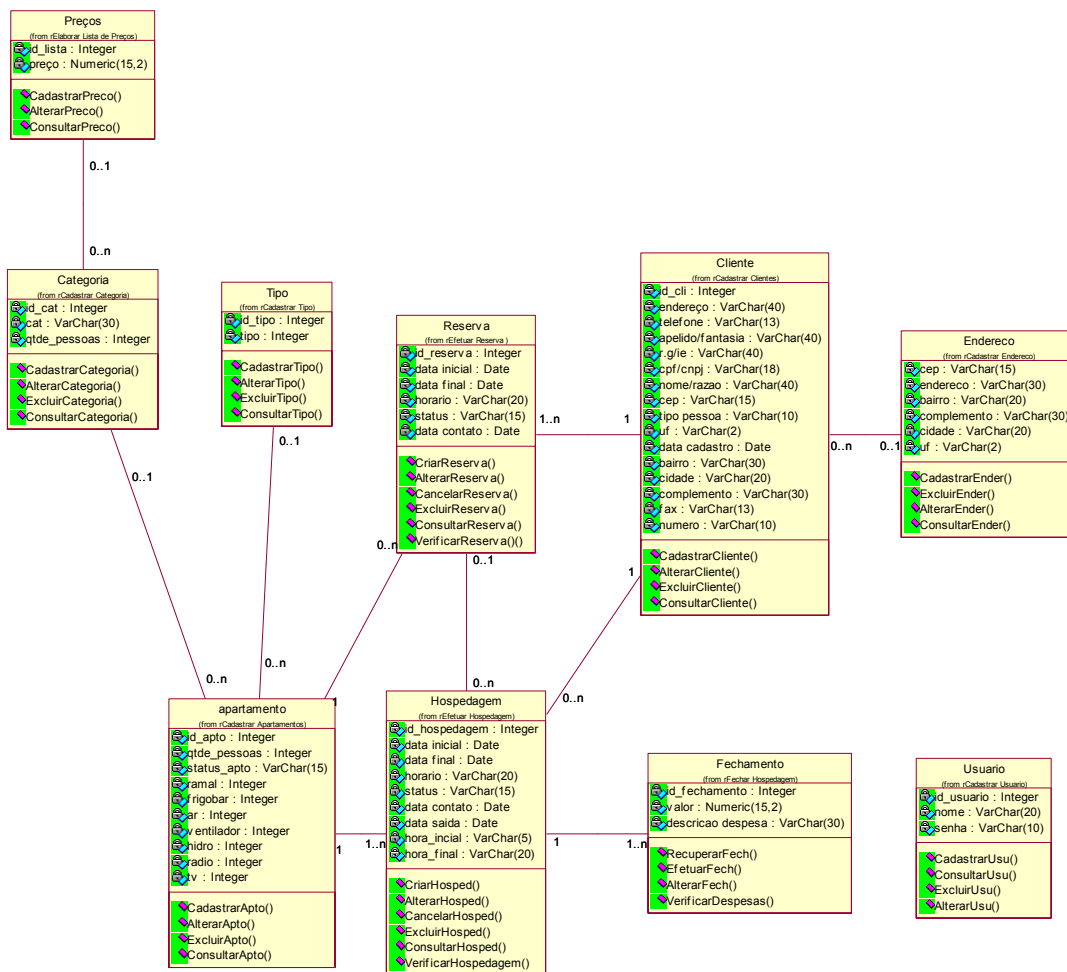 Preços
(from rElaborar Lista de Preços)
id_lista : Integer
preço : Numeric(15,2)
CadastrarPreco()
AlterarPreco()
ConsultarPreco()
0..1
0..n
Categoria
(from rCadastrar Categoria)
id_cat : Integer
cat : VarChar(30)
qtde_pessoas : Integer
CadastrarCategoria()
AlterarCategoria()
ExcluirCategoria()
ConsultarCategoria()
0..1
0..n
Tipo
(from rCadastrar Tipo)
id_tipo : Integer
tipo : Integer
CadastrarTipo()
AlterarTipo()
ExcluirTipo()
ConsultarTipo()
0..1
0..n
Reserva
(from rEfetuar Reserva )
id_reserva : Integer
data inicial : Date
data final : Date
horario : VarChar(20)
status : VarChar(15)
data contato : Date
CriarReserva()
AlterarReserva()
CancelarReserva()
ExcluirReserva()
ConsultarReserva()
VerificarReserva()()
1..n
1
0..n
1
0..1
0..n
Cliente
(from rCadastrar Clientes)
id_cli : Integer
endereço : VarChar(40)
telefone : VarChar(13)
apelido/fantasia : VarChar(40)
r.g/ie : VarChar(40)
cpf/cnpj : VarChar(18)
nome/razao : VarChar(40)
cep : VarChar(15)
tipo pessoa : VarChar(10)
uf : VarChar(2)
data cadastro : Date
bairro : VarChar(30)
cidade : VarChar(20)
complemento : VarChar(30)
fax : VarChar(13)
numero : VarChar(10)
CadastrarCliente()
AlterarCliente()
ExcluirCliente()
ConsultarCliente()
0..n
0..1
1
0..n
Endereco
(from rCadastrar Endereco)
cep : VarChar(15)
endereco : VarChar(30)
bairro : VarChar(20)
complemento : VarChar(30)
cidade : VarChar(20)
uf : VarChar(2)
CadastrarEnder()
ExcluirEnder()
AlterarEnder()
ConsultarEnder()
apartamento
(from rCadastrar Apartamentos)
id_apto : Integer
qtde_pessoas : Integer
status_apto : VarChar(15)
ramal : Integer
frigobar : Integer
ar : Integer
ventilador : Integer
hidro : Integer
radio : Integer
tv : Integer
CadastrarApto()
AlterarApto()
ExcluirApto()
ConsultarApto()
1
1..n
Hospedagem
(from rEfetuar Hospedagem)
id_hospedagem : Integer
data inicial : Date
data final : Date
horario : VarChar(20)
status : VarChar(15)
data contato : Date
data saida : Date
hora_incial : VarChar(5)
hora_final : VarChar(20)
CriarHosped()
AlterarHosped()
CancelarHosped()
ExcluirHosped()
ConsultarHosped()
VerificarHospedagem()
1
1..n
Fechamento
(from rFechar Hospedagem)
id_fechamento : Integer
valor : Numeric(15,2)
descricao despesa : VarChar(30)
RecuperarFech()
EfetuarFech()
AlterarFech()
VerificarDespesas()
Usuario
(from rCadastrar Usuario)
id_usuario : Integer
nome : VarChar(20)
senha : VarChar(10)
CadastrarUsu()
ConsultarUsu()
ExcluirUsu()
AlterarUsu()